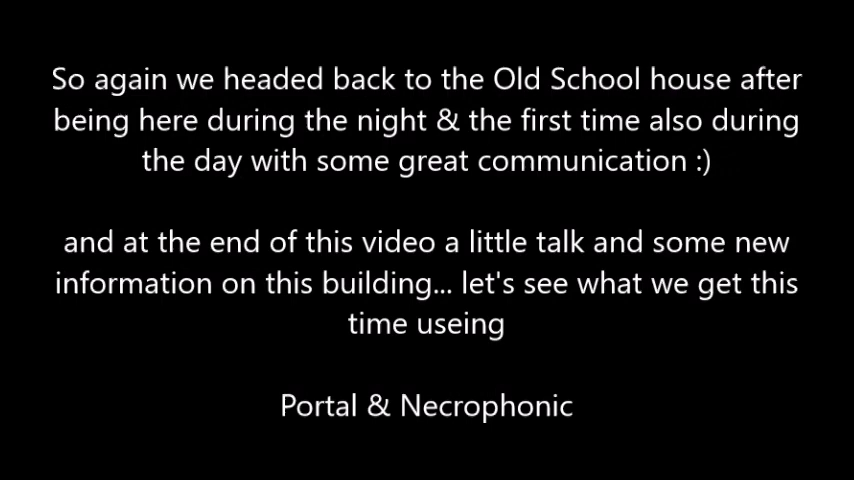 So again we headed back to the Old School house after
being here during the night & the first time also during
the day with some great communication :)
and at the end of this video a little talk and some new
information on this building... let's see what we get this
time useing
Portal & Necrophonic